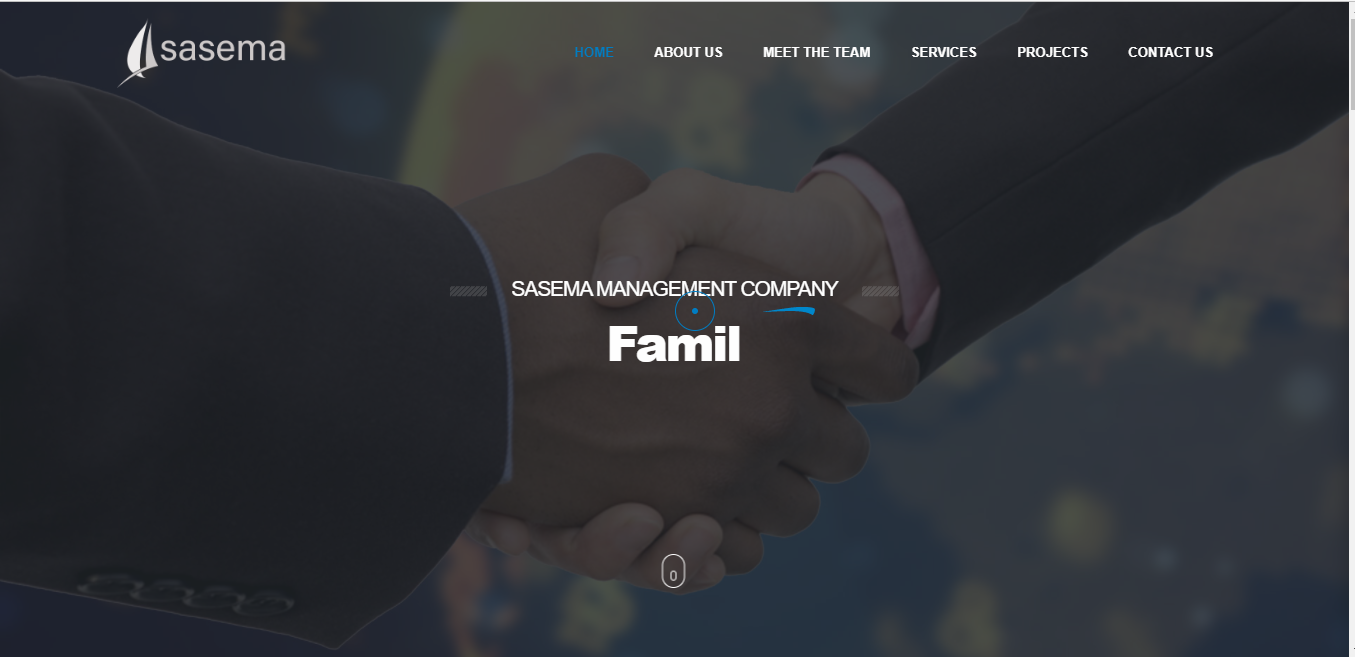 sasema
HOME ABOUT US MEET THE TEAM SERVICES PROJECTS CONTACT US
SASEMA MANAGEMENT COMPANY
Famil